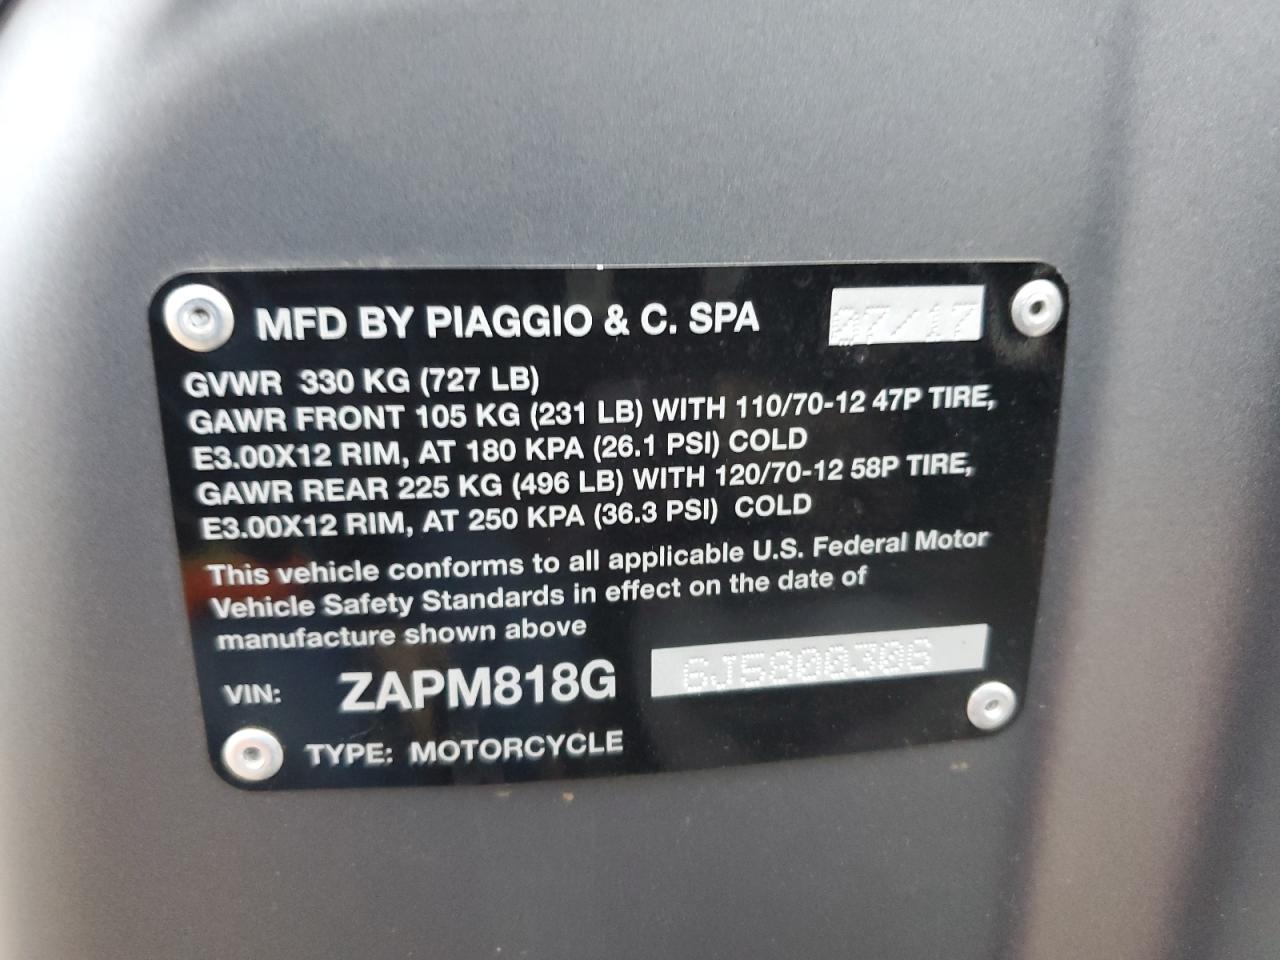 MFD BY PIAGGIO & C. SPA 07/17
GVWR 330 KG (727 LB)
GAWR FRONT 105 KG (231 LB) WITH 110/70-12 47P TIRE,
E3.00X12 RIM, AT 180 KPA (26.1 PSI) COLD
GAWR REAR 225 KG (496 LB) WITH 120/70-12 58P TIRE,
E3.00X12 RIM, AT 250 KPA (36.3 PSI) COLD
This vehicle conforms to all applicable U.S. Federal Motor
Vehicle Safety Standards in effect on the date of
manufacture shown above
VIN: ZAPM818G 6J5800306
TYPE: MOTORCYCLE